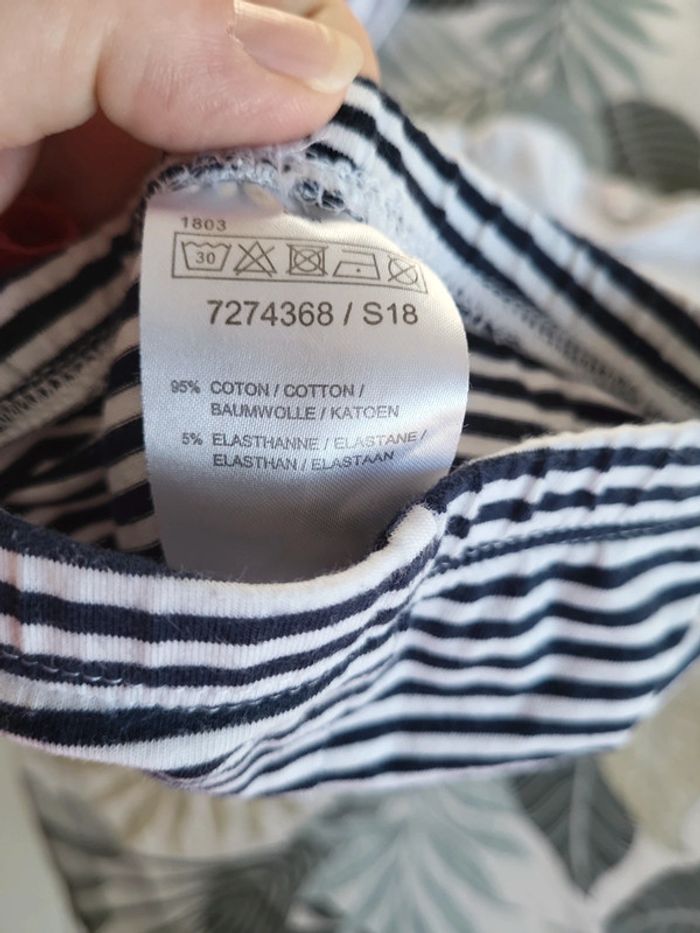 1803
30
7274368 / S18
95% COTON / COTTON /
BAUMWOLLE / KATOEN
5% ELASTHANNE / ELASTANE /
ELASTHAN / ELASTAAN